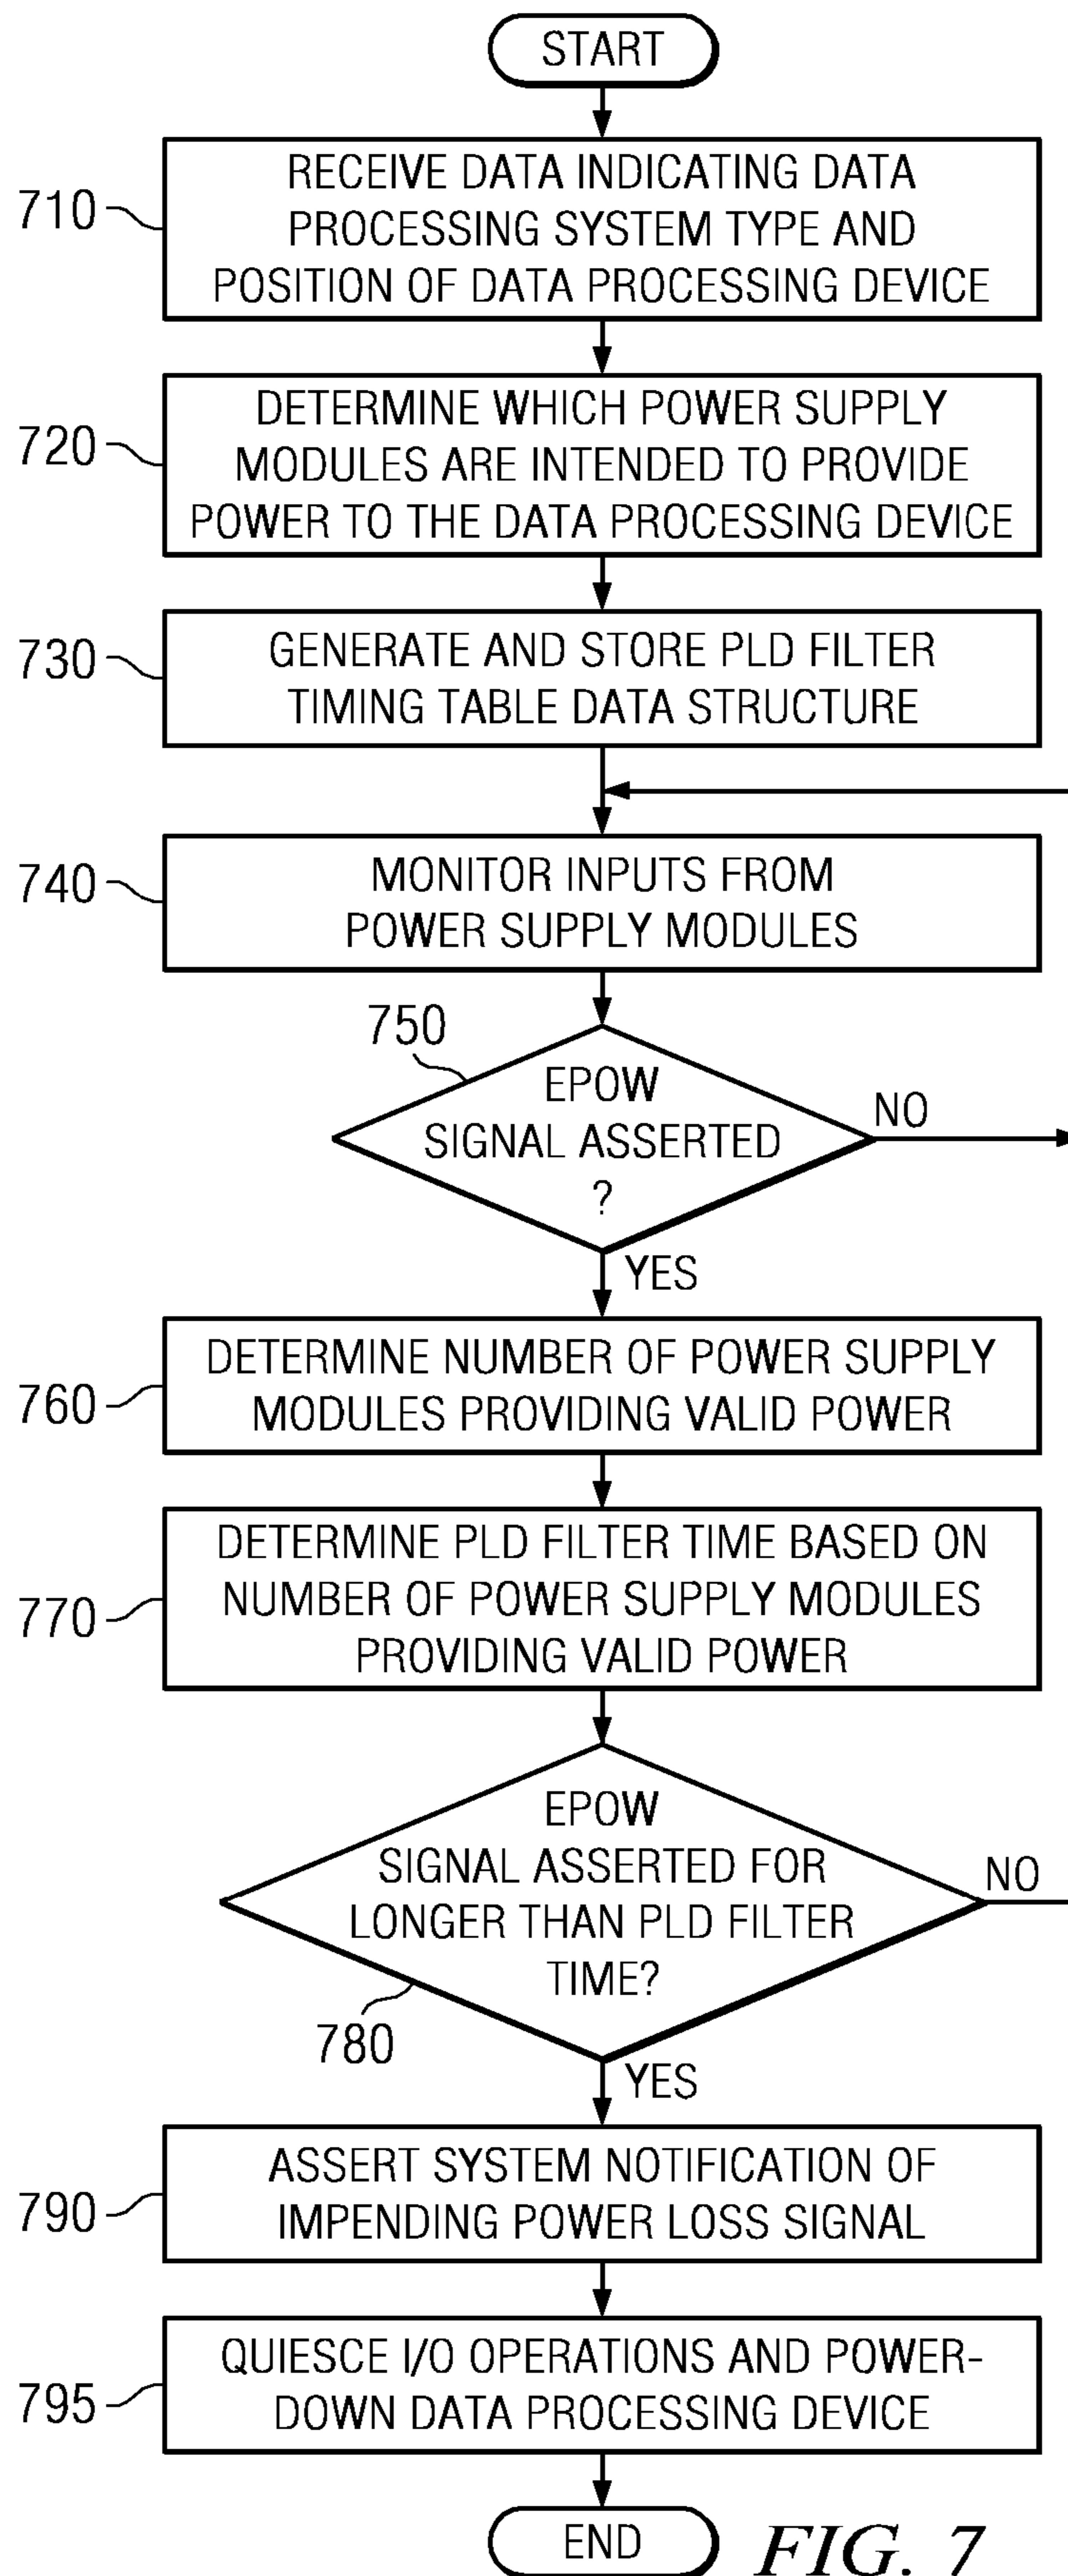 START
710
RECEIVE DATA INDICATING DATA
PROCESSING SYSTEM TYPE AND
POSITION OF DATA PROCESSING DEVICE
720
DETERMINE WHICH POWER SUPPLY
MODULES ARE INTENDED TO PROVIDE
POWER TO THE DATA PROCESSING DEVICE
730
GENERATE AND STORE PLD FILTER
TIMING TABLE DATA STRUCTURE
740
MONITOR INPUTS FROM
POWER SUPPLY MODULES
750
EPOW
SIGNAL ASSERTED
?
NO
YES
760
DETERMINE NUMBER OF POWER SUPPLY
MODULES PROVIDING VALID POWER
770
DETERMINE PLD FILTER TIME BASED ON
NUMBER OF POWER SUPPLY MODULES
PROVIDING VALID POWER
EPOW
SIGNAL ASSERTED FOR
LONGER THAN PLD FILTER
TIME?
NO
780
YES
790
ASSERT SYSTEM NOTIFICATION OF
IMPENDING POWER LOSS SIGNAL
795
QUIESCE I/O OPERATIONS AND POWER-
DOWN DATA PROCESSING DEVICE
END
FIG. 7